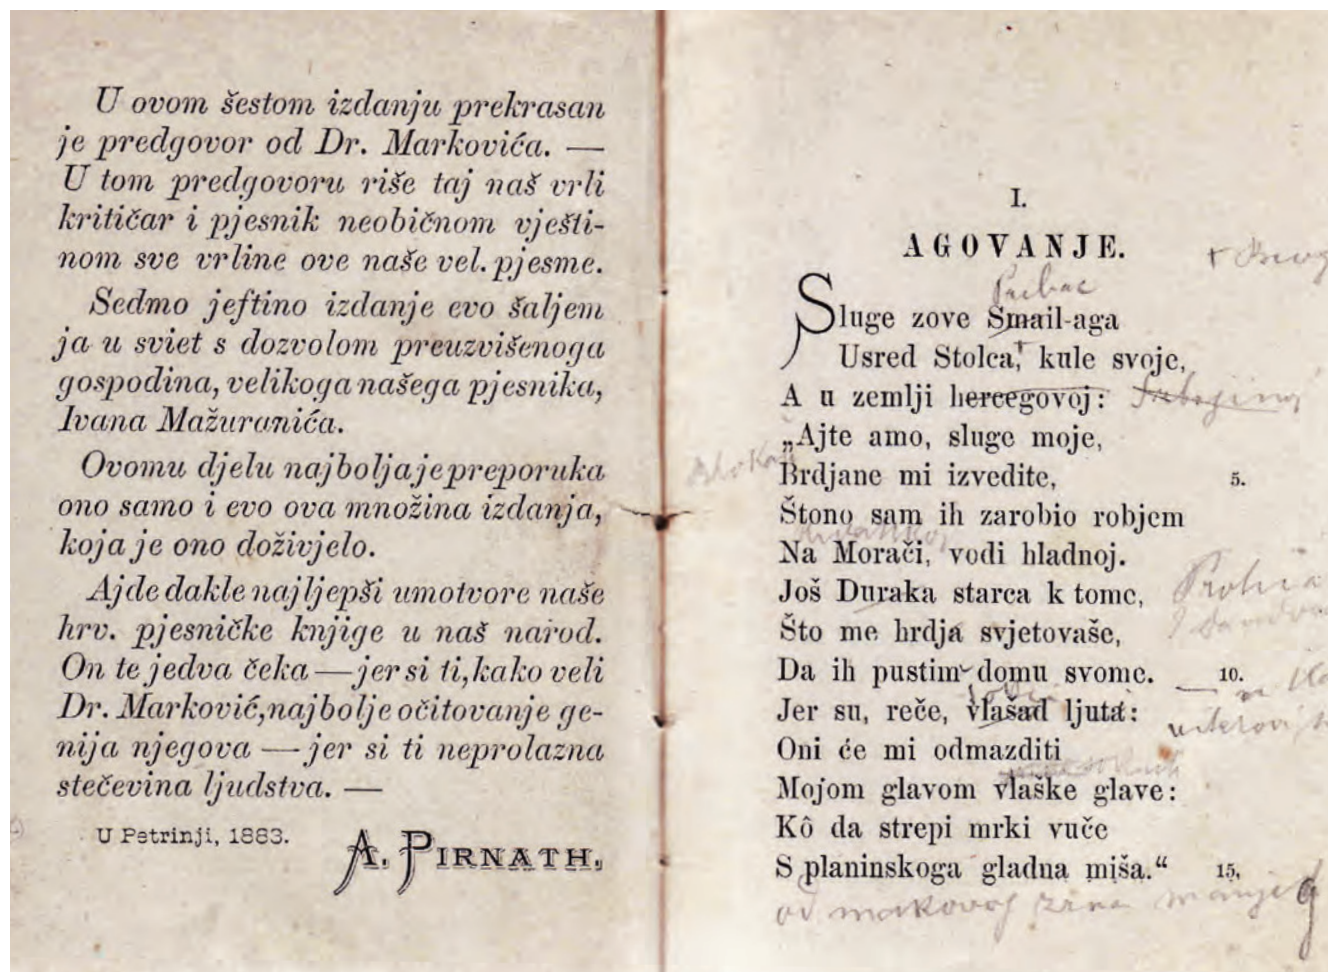 U ovom šestom izdanju prekrasan
je predgovor od Dr. Markovića. —
U tom predgovoru riše taj naš vrli
kritičar i pjesnik neobičnom vješti-
nom sve vrline ove naše vel. pjesme.
Sedmo jeftino izdanje evo šaljem
ja u sviet s dozvolom preuzvišenoga
gospodina, velikoga našega pjesnika,
Ivana Mažuranića.
Ovomu djelu najbolja je preporuka
ono samo i evo ova množina izdanja,
koja je ono doživjelo.
Ajde dakle najljepši umotvore naše
hrv. pjesničke knjige u naš narod.
On te jedva čeka — jer si ti, kako veli
Dr. Marković, najbolje očitovanje ge-
nija njegova — jer si ti neprolazna
stečevina ljudstva. —
U Petrinji, 1883.
A. PIRNATH.
I.
AGOVANJE.
Sluge zove Smail-aga
Usred Stolca, kule svoje,
A u zemlji hercegovoj:
„Ajte amo, sluge moje,
Brdjane mi izvedite, 5.
Štono sam ih zarobio robjem
Na Morači, vodi hladnoj.
Još Duraka starca k tome,
Što me hrdja svjetovaše,
Da ih pustim domu svome. 10.
Jer su, reče, vlašad ljuta:
Oni će mi odmazditi
Mojom glavom vlaške glave:
Kô da strepi mrki vuče
S planinskoga gladna miša.“ 15.
od makovog zrna manjeg